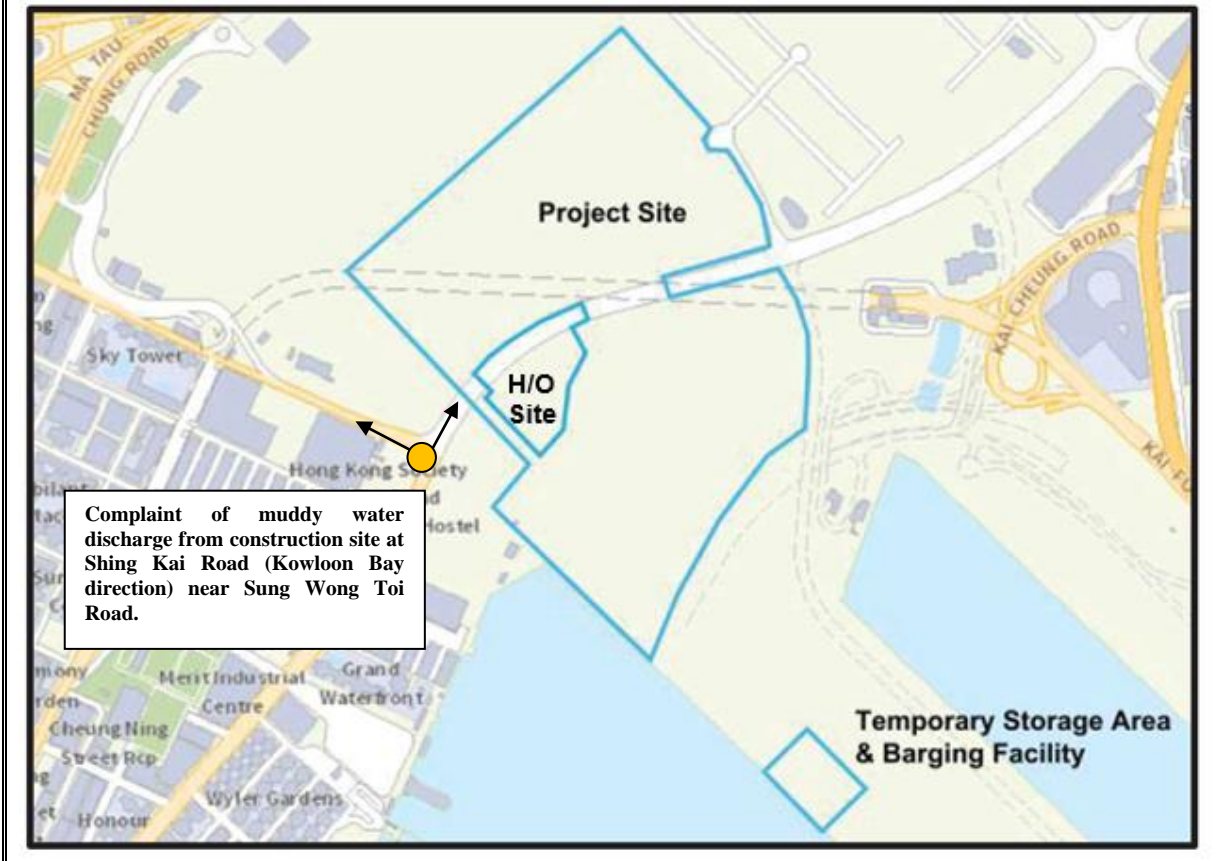 MA TAU
CHUNG ROAD
Project Site
KAI CHEUNG ROAD
Sky Tower
H/O
Site
KAI FU
Hong Kong Society
Hostel
Complaint of muddy water
discharge from construction site at
Shing Kai Road (Kowloon Bay
direction) near Sung Wong Toi
Road.
Merit Industrial
Centre
Grand
Waterfront
Cheung Ning
Street Rcp
Temporary Storage Area
& Barging Facility
Wyler Gardens
Honour